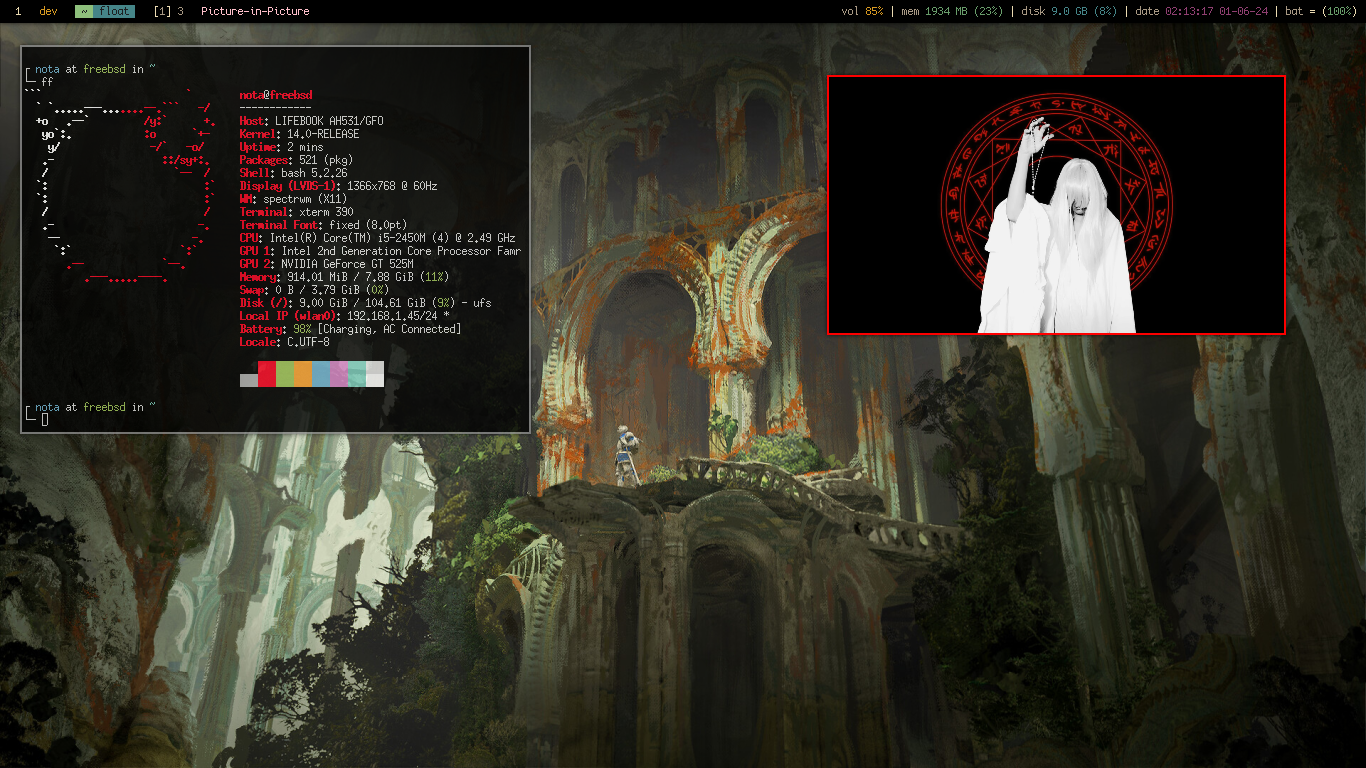 1 dev ~ float [1] 3 Picture-in-Picture vol 85% | mem 1934 MB (23%) | disk 9.0 GB (8%) | date 02:13:17 01-06-24 | bat = (100%)
nota at freebsd in ~
ff
nota@freebsd
------------
Host: LIFEBOOK AH531/GFO
Kernel: 14.0-RELEASE
Uptime: 2 mins
Packages: 521 (pkg)
Shell: bash 5.2.26
Display (LVDS-1): 1366x768 @ 60Hz
WM: spectrwm (X11)
Terminal: xterm 390
Terminal Font: fixed (8.0pt)
CPU: Intel(R) Core(TM) i5-2450M (4) @ 2.49 GHz
GPU 1: Intel 2nd Generation Core Processor Famr
GPU 2: NVIDIA GeForce GT 525M
Memory: 914.01 MiB / 7.88 GiB (11%)
Swap: 0 B / 3.79 GiB (0%)
Disk (/): 9.00 GiB / 104.61 GiB (9%) - ufs
Local IP (wlan0): 192.168.1.45/24 *
Battery: 98% [Charging, AC Connected]
Locale: C.UTF-8
nota at freebsd in ~